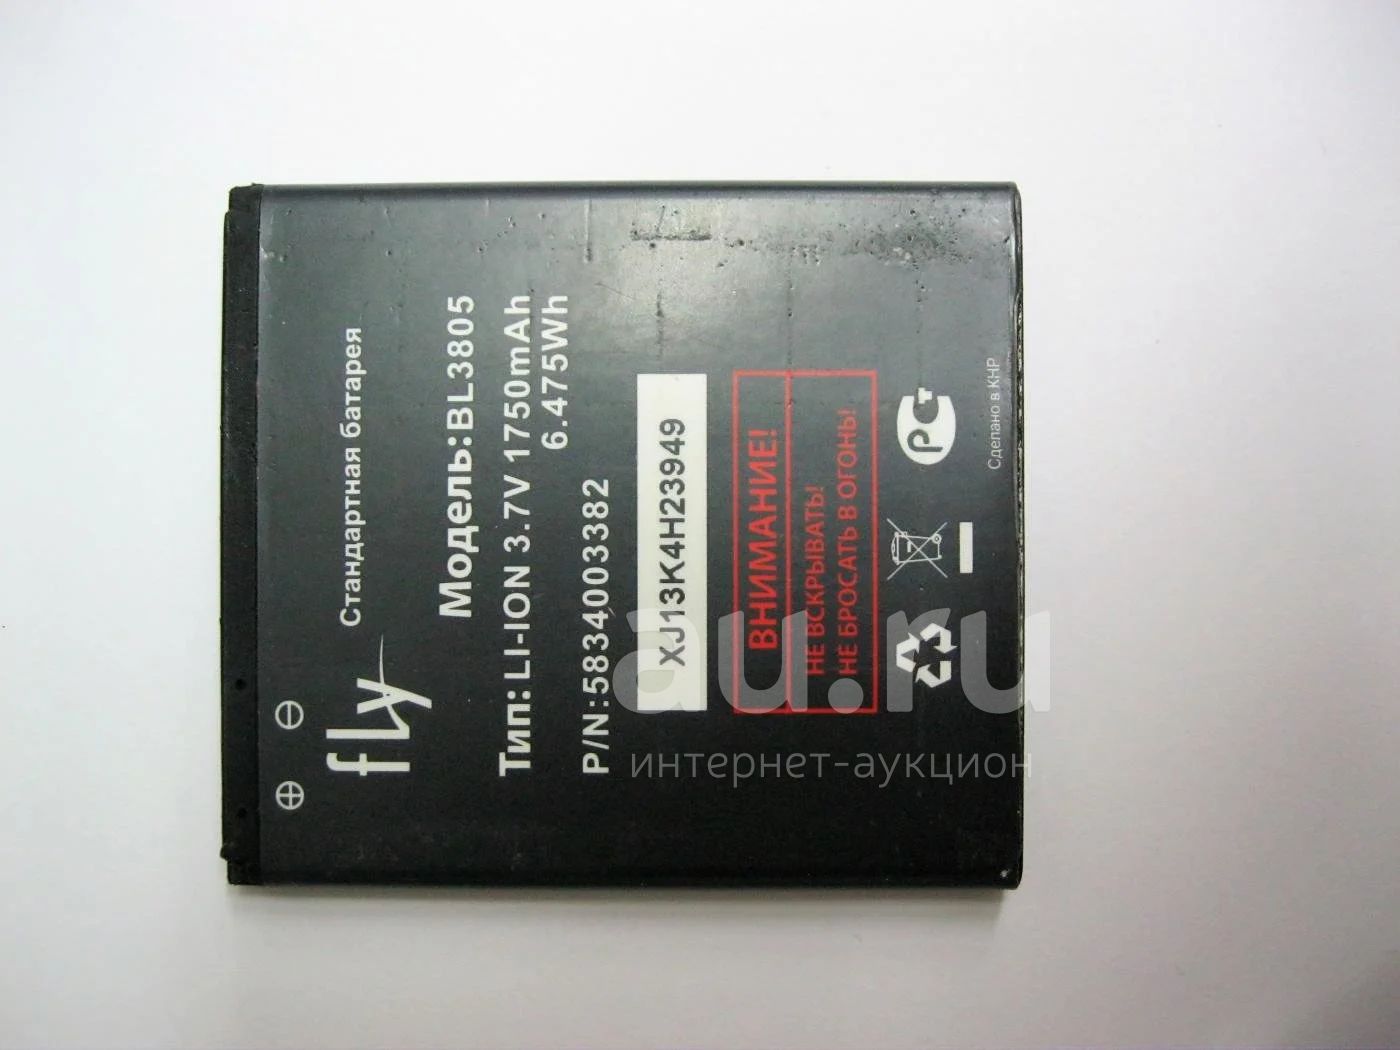 fly Стандартная батарея
Модель:BL3805
Тип: LI-ION 3.7V 1750mAh
6.475Wh
P/N:5834003382
XJ13K4H23949
ВНИМАНИЕ!
НЕ ВСКРЫВАТЬ!
НЕ БРОСАТЬ В ОГОНЬ!
РСТ
Сделано в КНР
au.ru
интернет-аукцион